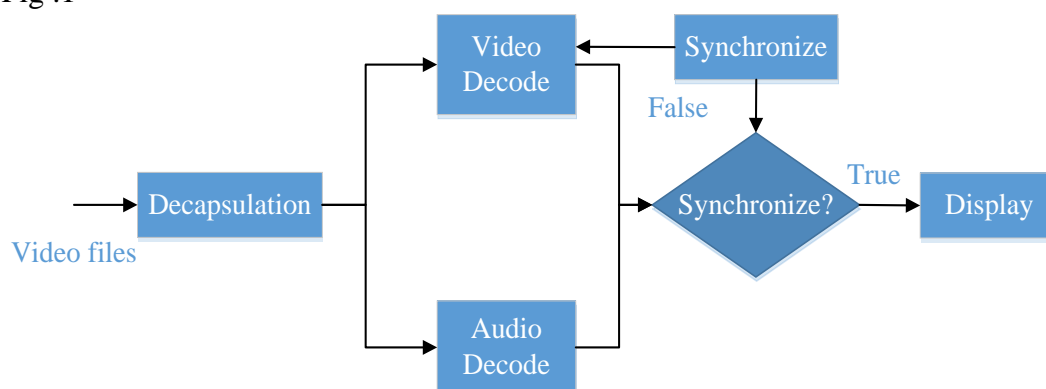 Fig .1
Video
Decode
Synchronize
False
Decapsulation
Synchronize?
True
Display
Video files
Audio
Decode